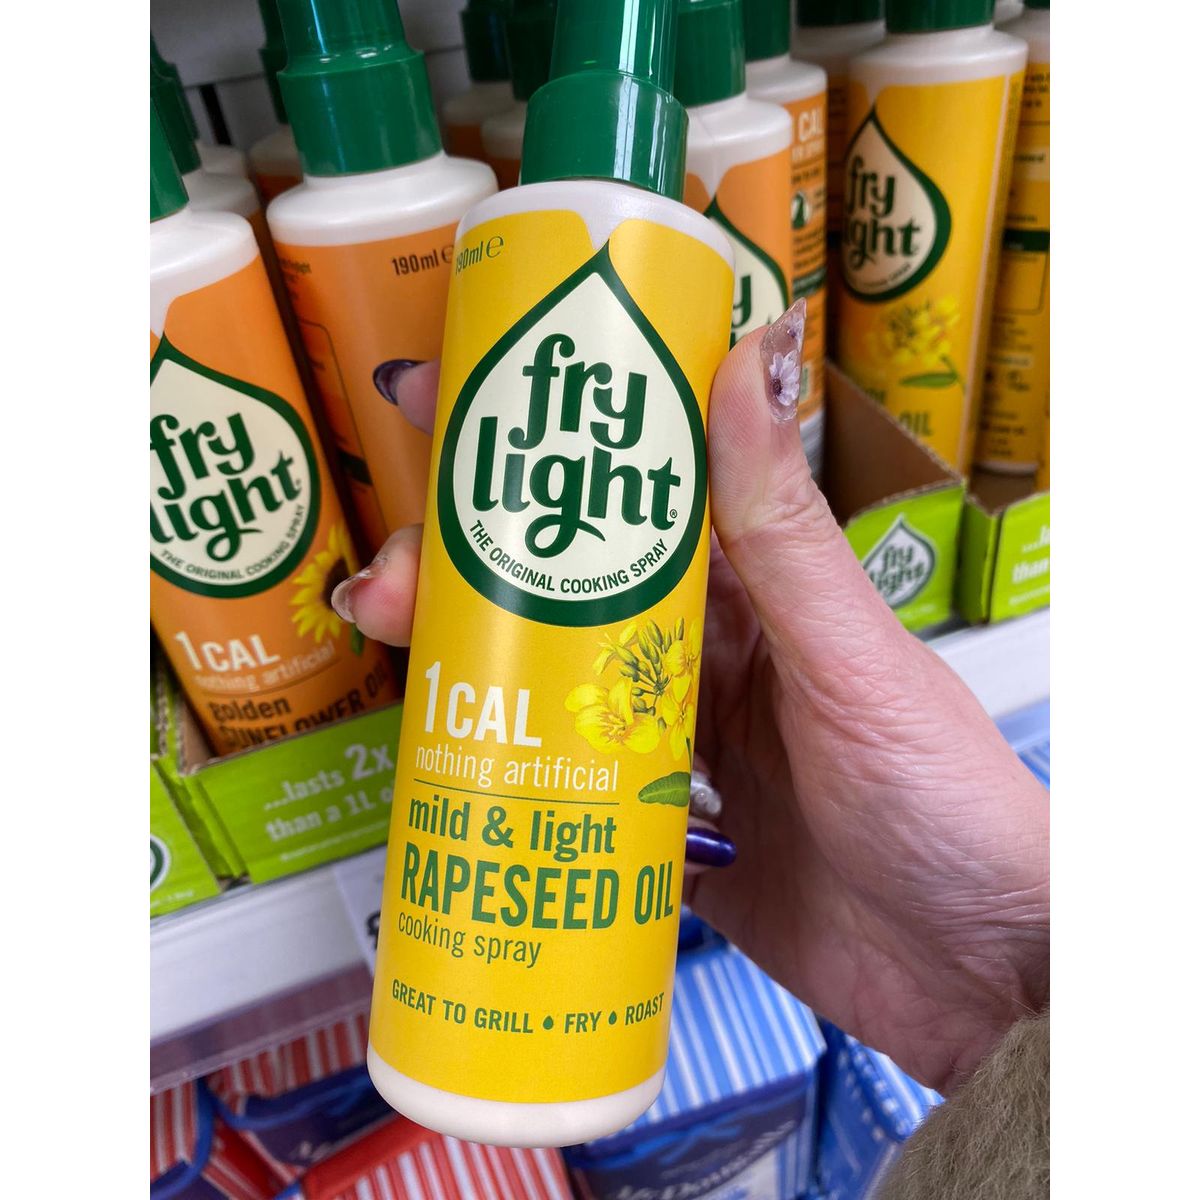 190ml e
fry
light®
THE ORIGINAL COOKING SPRAY
1 CAL
nothing artificial
mild & light
RAPESEED OIL
cooking spray
GREAT TO GRILL • FRY • ROAST
190ml e
fry
light
THE ORIGINAL COOKING SPRAY
1 CAL
nothing artificial
golden
SUNFLOWER OIL
...lasts 2x
than a 1L
fry
light
OIL
fry
light
than
CAL